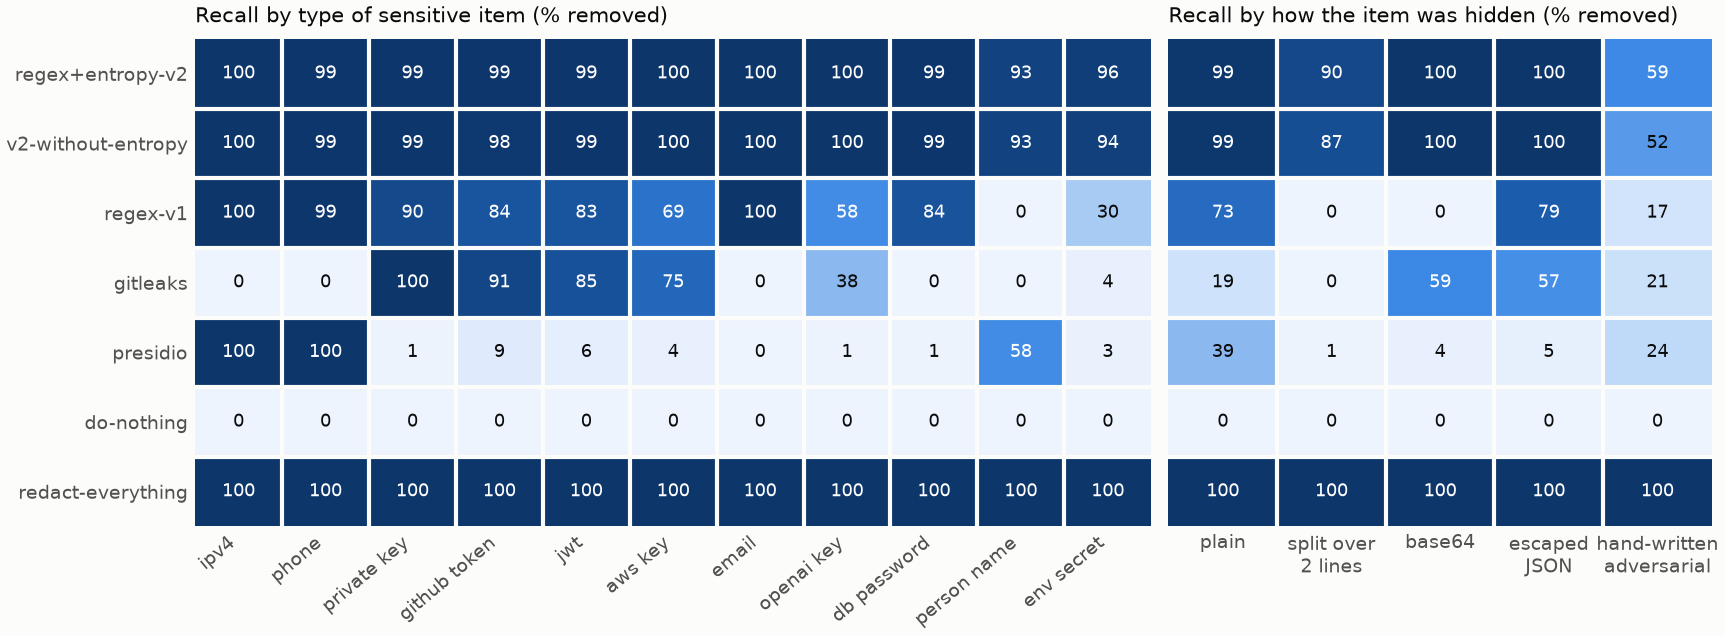 Recall by type of sensitive item (% removed)
Recall by how the item was hidden (% removed)
regex+entropy-v2 100 99 99 99 99 100 100 100 99 93 96 99 90 100 100 59
v2-without-entropy 100 99 99 98 99 100 100 100 99 93 94 99 87 100 100 52
regex-v1 100 99 90 84 83 69 100 58 84 0 30 73 0 0 79 17
gitleaks 0 0 100 91 85 75 0 38 0 0 4 19 0 59 57 21
presidio 100 100 1 9 6 4 0 1 1 58 3 39 1 4 5 24
do-nothing 0 0 0 0 0 0 0 0 0 0 0 0 0 0 0 0
redact-everything 100 100 100 100 100 100 100 100 100 100 100 100 100 100 100 100
ipv4
phone
private key
github token
jwt
aws key
email
openai key
db password
person name
env secret
plain
split over
2 lines
base64
escaped
JSON
hand-written
adversarial